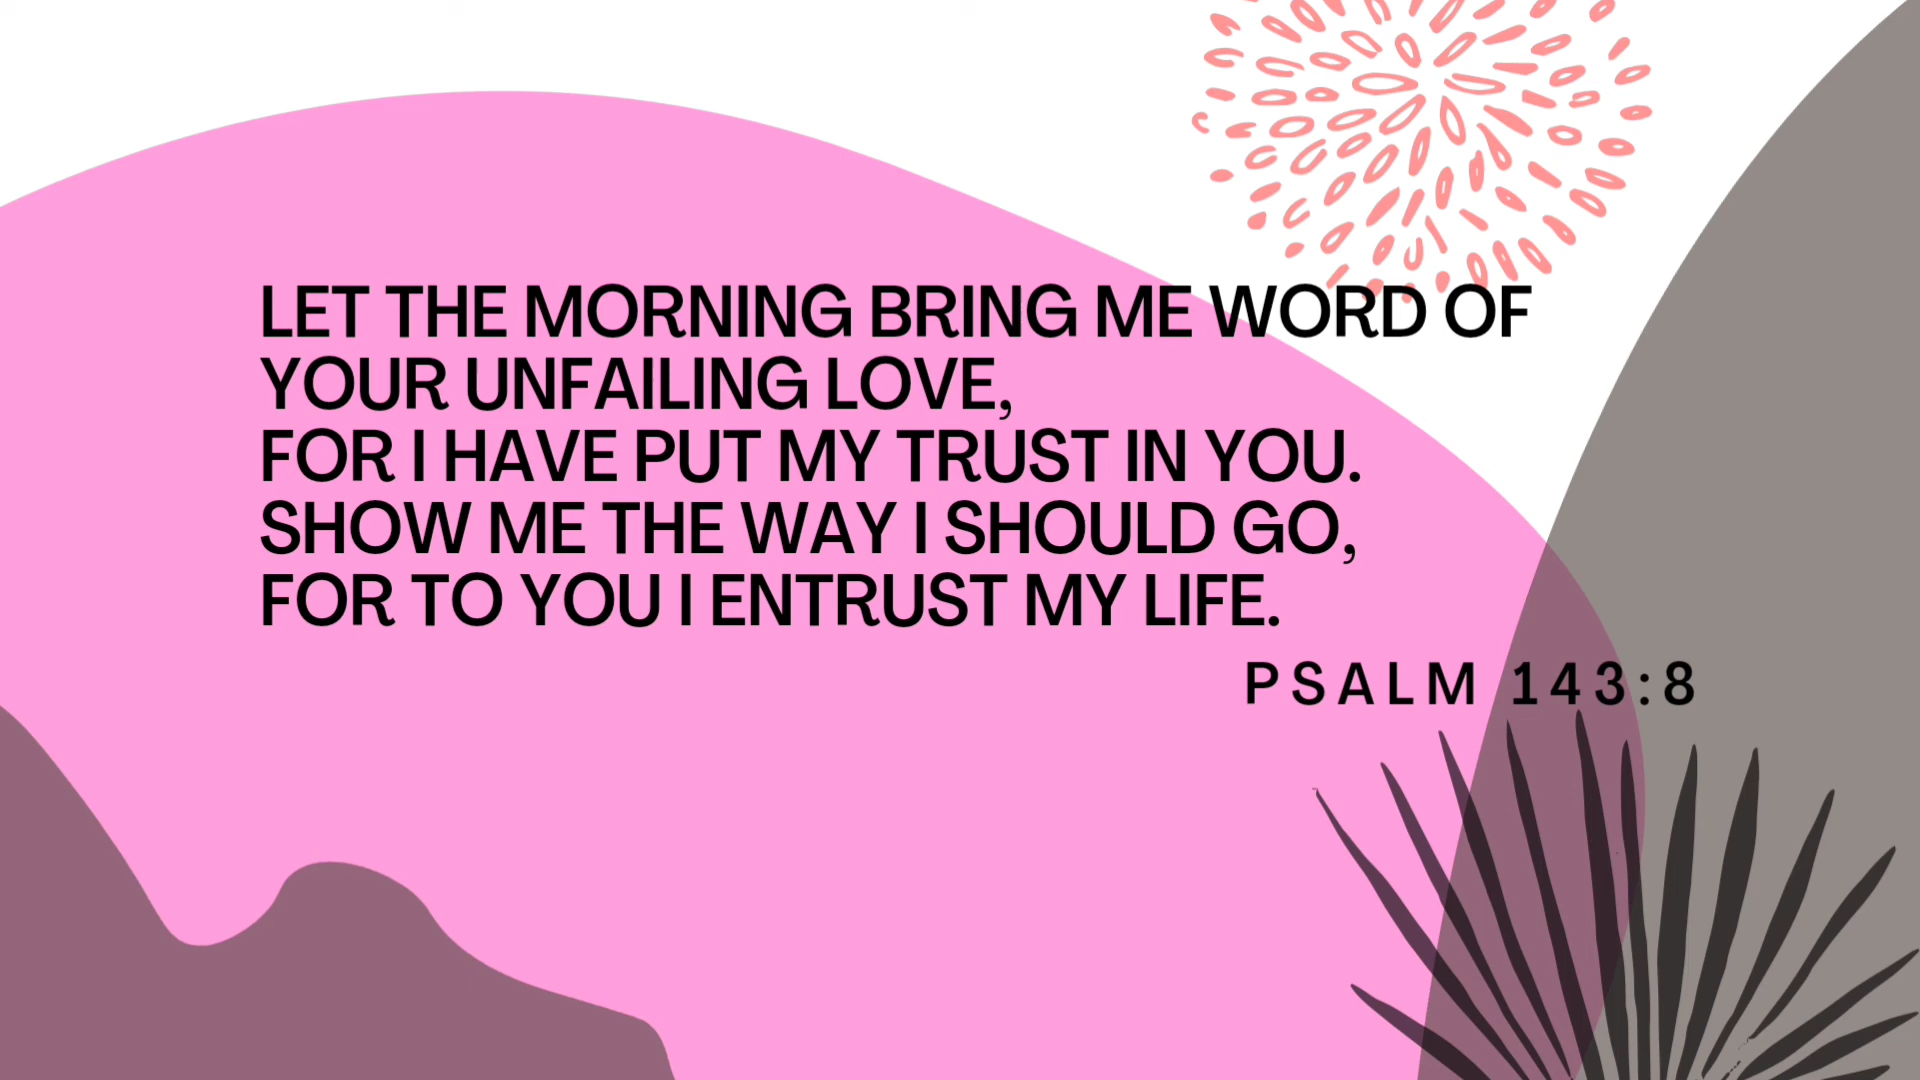 LET THE MORNING BRING ME WORD OF
YOUR UNFAILING LOVE,
FOR I HAVE PUT MY TRUST IN YOU.
SHOW ME THE WAY I SHOULD GO,
FOR TO YOU I ENTRUST MY LIFE.
PSALM 143:8